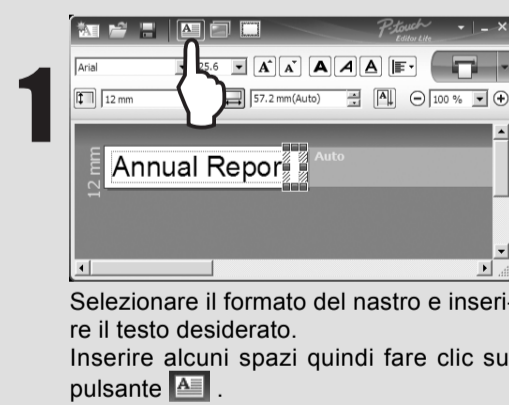 P-touch
Editor Lite
Arial
25.6
12 mm
57.2 mm(Auto)
100 %
1
12 mm
Annual Repor
Auto
Selezionare il formato del nastro e inseri-
re il testo desiderato.
Inserire alcuni spazi quindi fare clic su
pulsante A .